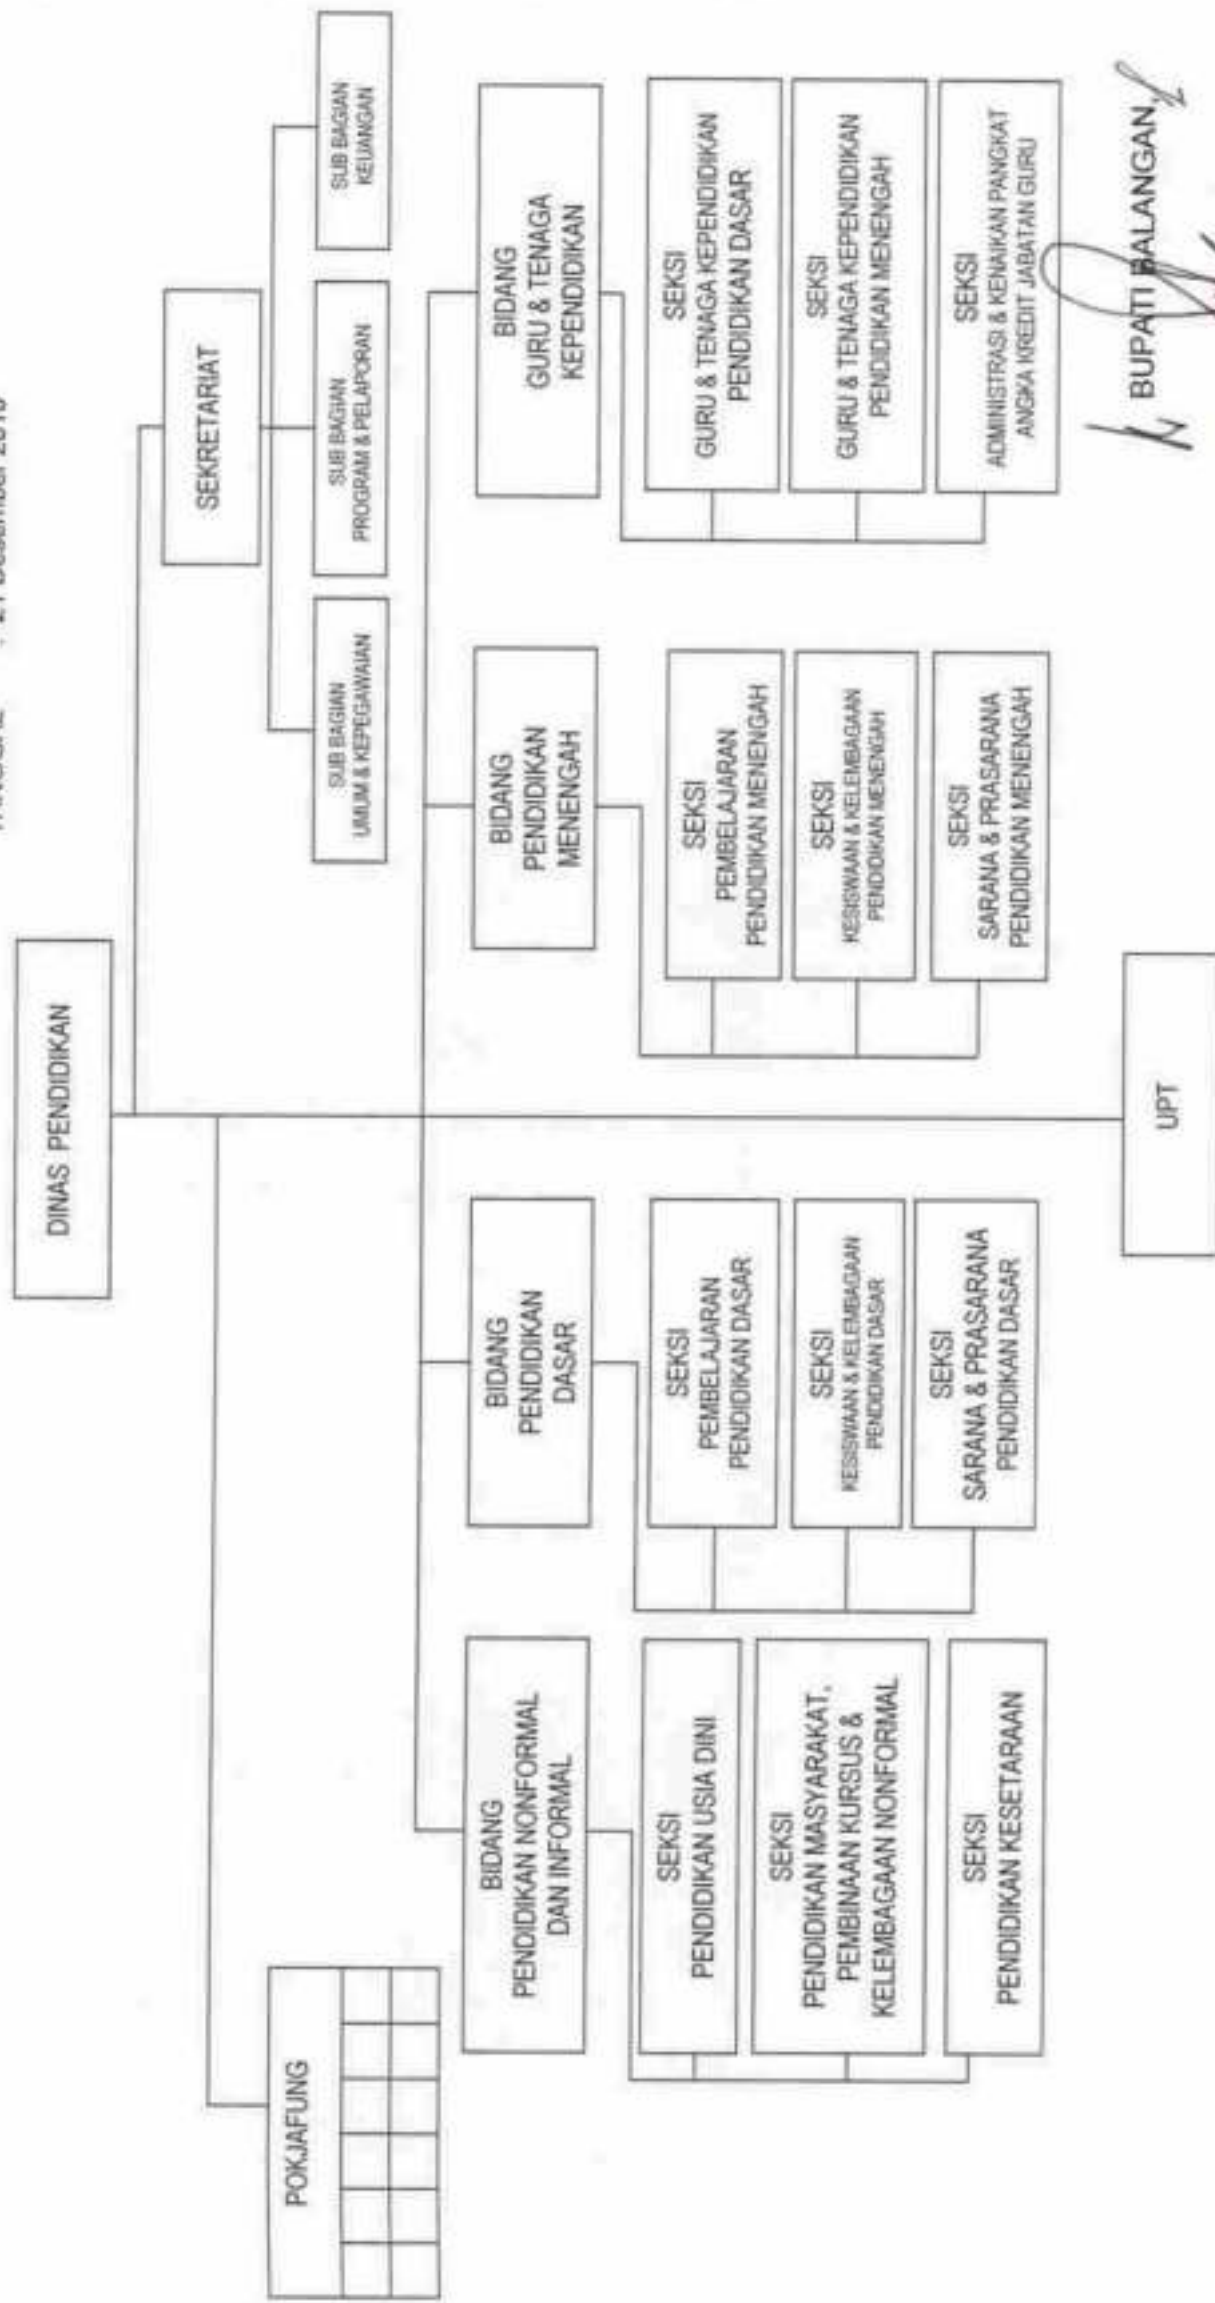 DINAS PENDIDIKAN
SEKRETARIAT
SUB BAGIAN
UMUM & KEPEGAWAIAN
SUB BAGIAN
PROGRAM & PELAPORAN
SUB BAGIAN
KEUANGAN
POKJAFUNG
BIDANG
PENDIDIKAN NONFORMAL
DAN INFORMAL
SEKSI
PENDIDIKAN USIA DINI
SEKSI
PENDIDIKAN MASYARAKAT,
PEMBINAAN KURSUS &
KELEMBAGAAN NONFORMAL
SEKSI
PENDIDIKAN KESETARAAN
BIDANG
PENDIDIKAN
DASAR
SEKSI
PEMBELAJARAN
PENDIDIKAN DASAR
SEKSI
KESISWAAN & KELEMBAGAAN
PENDIDIKAN DASAR
SEKSI
SARANA & PRASARANA
PENDIDIKAN DASAR
BIDANG
PENDIDIKAN
MENENGAH
SEKSI
PEMBELAJARAN
PENDIDIKAN MENENGAH
SEKSI
KESISWAAN & KELEMBAGAAN
PENDIDIKAN MENENGAH
SEKSI
SARANA & PRASARANA
PENDIDIKAN MENENGAH
BIDANG
GURU & TENAGA
KEPENDIDIKAN
SEKSI
GURU & TENAGA KEPENDIDIKAN
PENDIDIKAN DASAR
SEKSI
GURU & TENAGA KEPENDIDIKAN
PENDIDIKAN MENENGAH
SEKSI
ADMINISTRASI & KENAIKAN PANGKAT
ANGKA KREDIT JABATAN GURU
UPT
BUPATI BALANGAN,